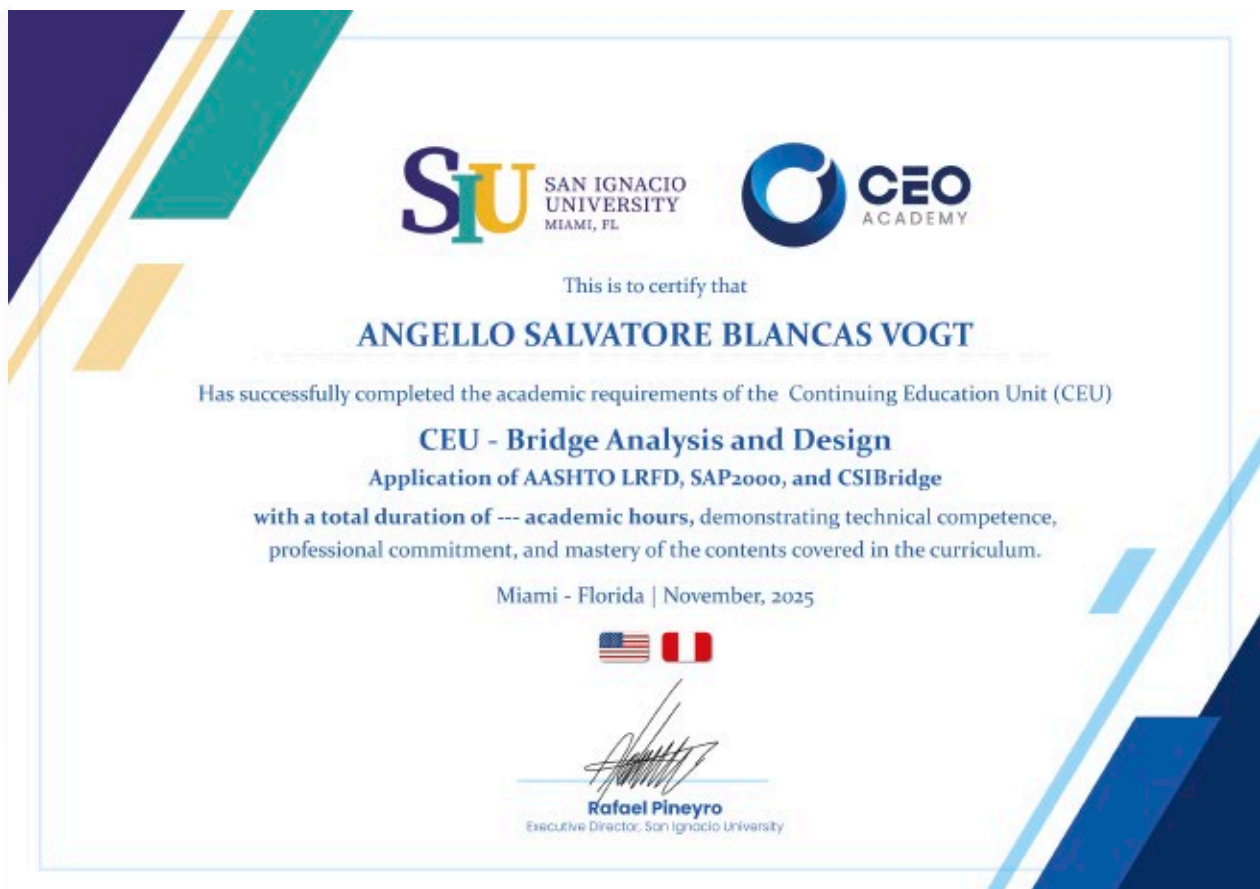 SIU
SAN IGNACIO
UNIVERSITY
MIAMI, FL
CEO
ACADEMY
This is to certify that
ANGELLO SALVATORE BLANCAS VOGT
Has successfully completed the academic requirements of the Continuing Education Unit (CEU)
CEU - Bridge Analysis and Design
Application of AASHTO LRFD, SAP2000, and CSIBridge
with a total duration of --- academic hours, demonstrating technical competence,
professional commitment, and mastery of the contents covered in the curriculum.
Miami - Florida | November, 2025
Rafael Pineyro
Executive Director, San Ignacio University